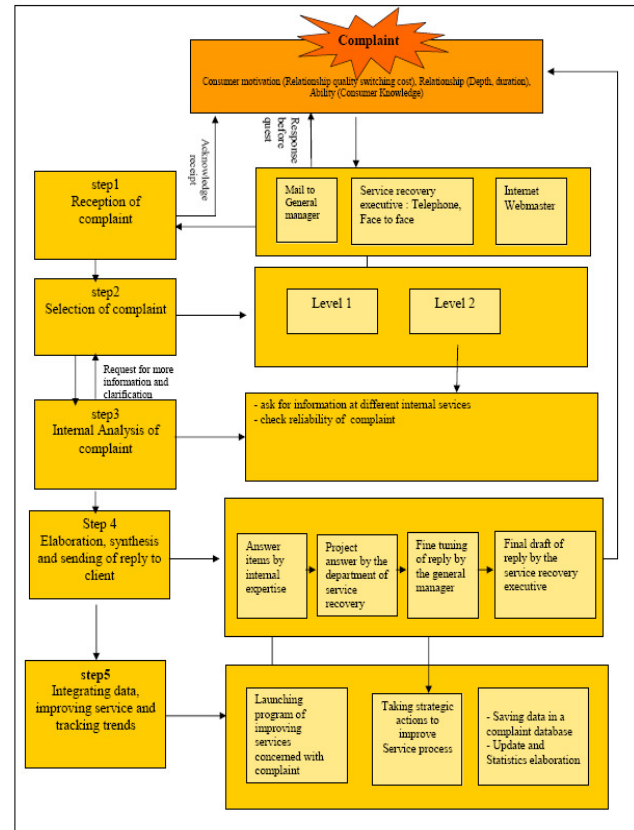 Complaint
Consumer motivation (Relationship quality switching cost), Relationship (Depth, duration),
Ability (Consumer Knowledge)
Acknowledge
receipt
Response
before
quest
step1
Reception of
complaint
Mail to
General
manager
Service recovery
executive : Telephone,
Face to face
Internet
Webmaster
step2
Selection of complaint
Level 1
Level 2
Request for more
information and
clarification
step3
Internal Analysis of
complaint
- ask for information at different internal sevices
- check reliability of complaint
Step 4
Elaboration, synthesis
and sending of reply to
client
Answer
items by
internal
expertise
Project
answer by the
department of
service
recovery
Fine tuning
of reply by
the general
manager
Final draft of
reply by the
service recovery
executive
step5
Integrating data,
improving service and
tracking trends
Launching
program of
improving
services
concerned with
complaint
Taking strategic
actions to
improve
Service process
- Saving data in a
complaint database
- Update and
Statistics elaboration